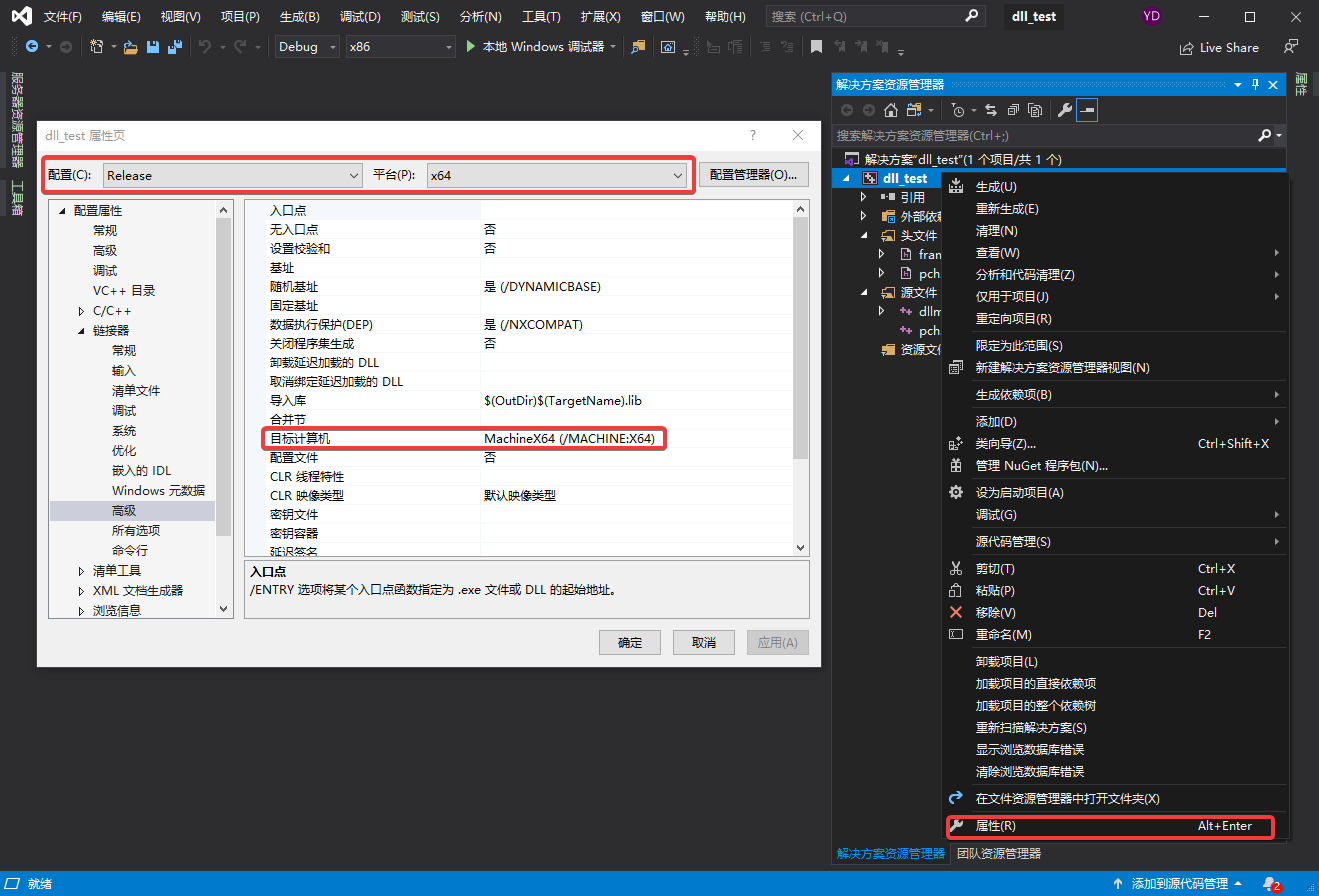 文件(F) 编辑(E) 视图(V) 项目(P) 生成(B) 调试(D) 测试(S) 分析(N) 工具(T) 扩展(X) 窗口(W) 帮助(H) 搜索 (Ctrl+Q) dll_test YD
Debug x86 本地 Windows 调试器 Live Share
服务器资源管理器
工具箱
dll_test 属性页 ?
配置(C): Release 平台(P): x64 配置管理器(O)...
配置属性
常规
高级
调试
VC++ 目录
C/C++
链接器
常规
输入
清单文件
调试
系统
优化
嵌入的 IDL
Windows 元数据
高级
所有选项
命令行
清单工具
XML 文档生成器
浏览信息
入口点
无入口点 否
设置校验和 否
基址
随机基址 是 (/DYNAMICBASE)
固定基址
数据执行保护(DEP) 是 (/NXCOMPAT)
关闭程序集生成 否
卸载延迟加载的 DLL
取消绑定延迟加载的 DLL
导入库 $(OutDir)$(TargetName).lib
合并节
目标计算机 MachineX64 (/MACHINE:X64)
配置文件 否
CLR 线程特性
CLR 映像类型 默认映像类型
密钥文件
密钥容器
延迟签名
入口点
/ENTRY 选项将某个入口点函数指定为 .exe 文件或 DLL 的起始地址。
确定 取消 应用(A)
解决方案资源管理器
属性
搜索解决方案资源管理器(Ctrl+;)
解决方案"dll_test"(1 个项目/共 1 个)
dll_test
引用
外部依
头文件
fran
pch
源文件
dllm
pch
资源文
生成(U)
重新生成(E)
清理(N)
查看(W)
分析和代码清理(Z)
仅用于项目(J)
重定向项目(R)
限定为此范围(S)
新建解决方案资源管理器视图(N)
生成依赖项(B)
添加(D)
类向导(Z)... Ctrl+Shift+X
管理 NuGet 程序包(N)...
设为启动项目(A)
调试(G)
源代码管理(S)
剪切(T) Ctrl+X
粘贴(P) Ctrl+V
移除(V) Del
重命名(M) F2
卸载项目(L)
加载项目的直接依赖项
加载项目的整个依赖树
重新扫描解决方案(S)
显示浏览数据库错误
清除浏览数据库错误
在文件资源管理器中打开文件夹(X)
属性(R) Alt+Enter
解决方案资源管理器 团队资源管理器
就绪 添加到源代码管理 2